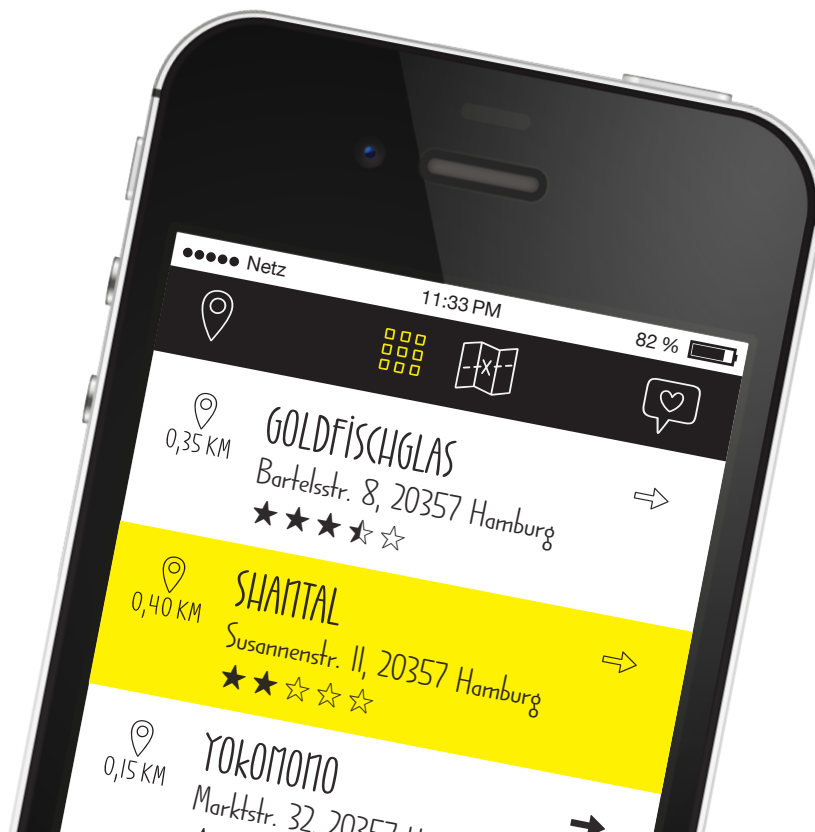 Netz
11:33 PM
82 %
0,35 KM
GOLDFiSCHGLAS
Bartelsstr. 8, 20357 Hamburg
0,40 KM
SHANTAL
Susannenstr. 11, 20357 Hamburg
0,15 KM
YOKOMONO
Marktstr. 32, 20357